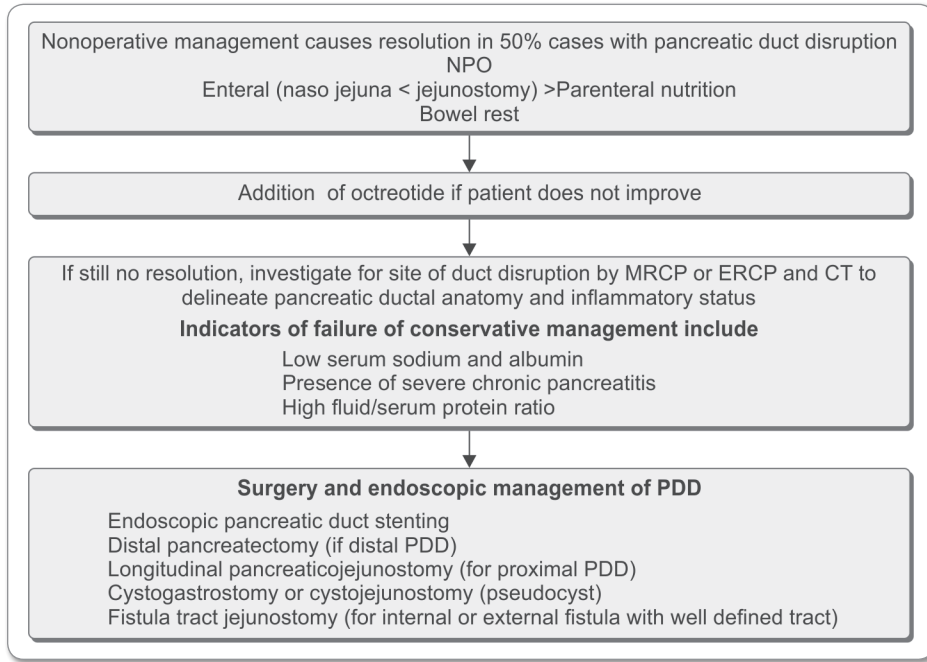 Nonoperative management causes resolution in 50% cases with pancreatic duct disruption
NPO
Enteral (naso jejuna < jejunostomy) >Parenteral nutrition
Bowel rest
Addition of octreotide if patient does not improve
If still no resolution, investigate for site of duct disruption by MRCP or ERCP and CT to
delineate pancreatic ductal anatomy and inflammatory status
Indicators of failure of conservative management include
Low serum sodium and albumin
Presence of severe chronic pancreatitis
High fluid/serum protein ratio
Surgery and endoscopic management of PDD
Endoscopic pancreatic duct stenting
Distal pancreatectomy (if distal PDD)
Longitudinal pancreaticojejunostomy (for proximal PDD)
Cystogastrostomy or cystojejunostomy (pseudocyst)
Fistula tract jejunostomy (for internal or external fistula with well defined tract)